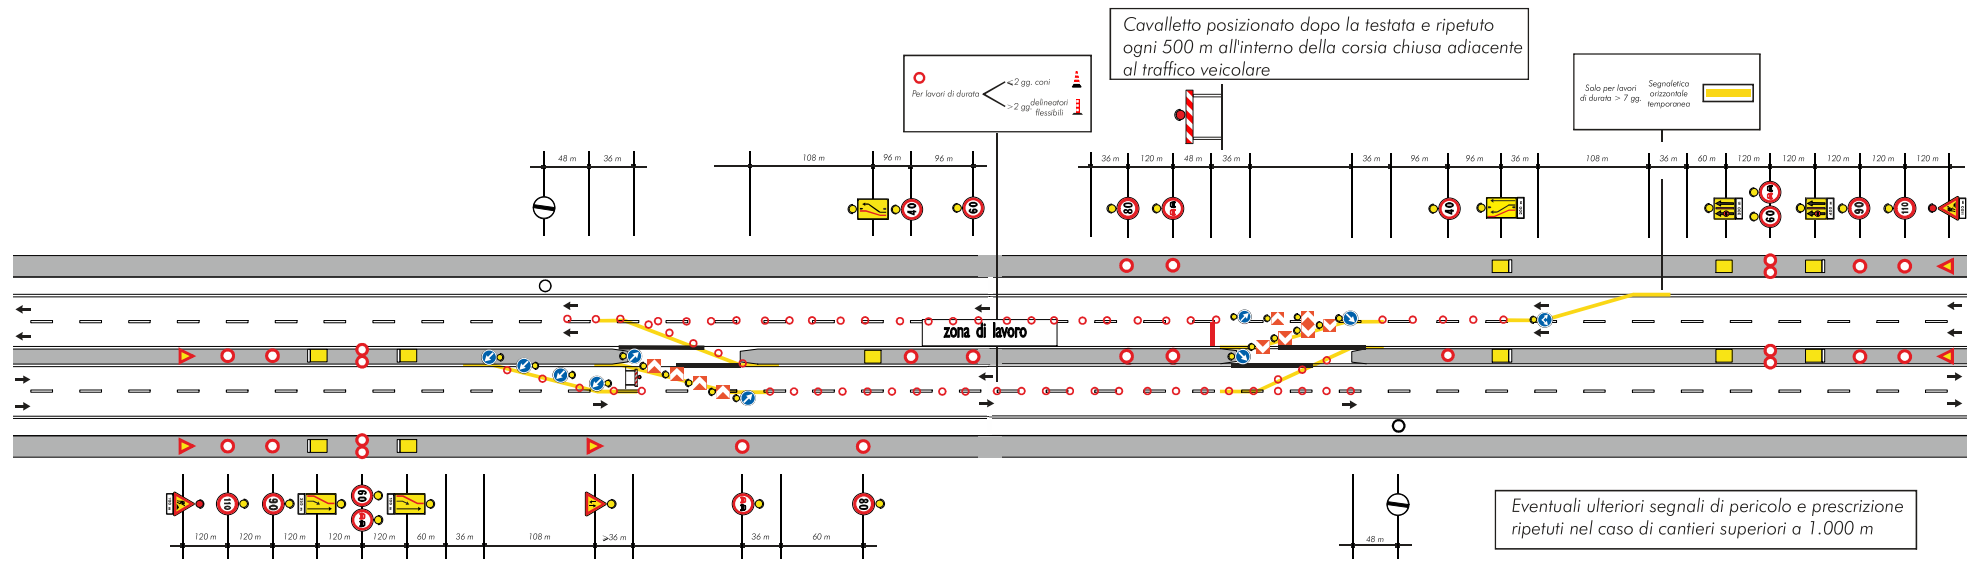 Cavalletto posizionato dopo la testata e ripetuto
ogni 500 m all'interno della corsia chiusa adiacente
al traffico veicolare
Per lavori di durata
⩽2 gg. coni
>2 gg. delineatori
flessibili
Solo per lavori
di durata > 7 gg.
Segnaletica
orizzontale
temporanea
48 m 36 m
108 m 96 m 96 m
36 m 120 m 48 m 36 m
36 m 96 m 96 m 36 m 108 m 36 m 60 m 120 m 120 m 120 m 120 m 120 m
40 60
80
40
60 90 110
zona di lavoro
110 90 60
80
120 m 120 m 120 m 120 m 120 m 60 m 36 m 108 m ⩾36 m 36 m 60 m
48 m
Eventuali ulteriori segnali di pericolo e prescrizione
ripetuti nel caso di cantieri superiori a 1.000 m